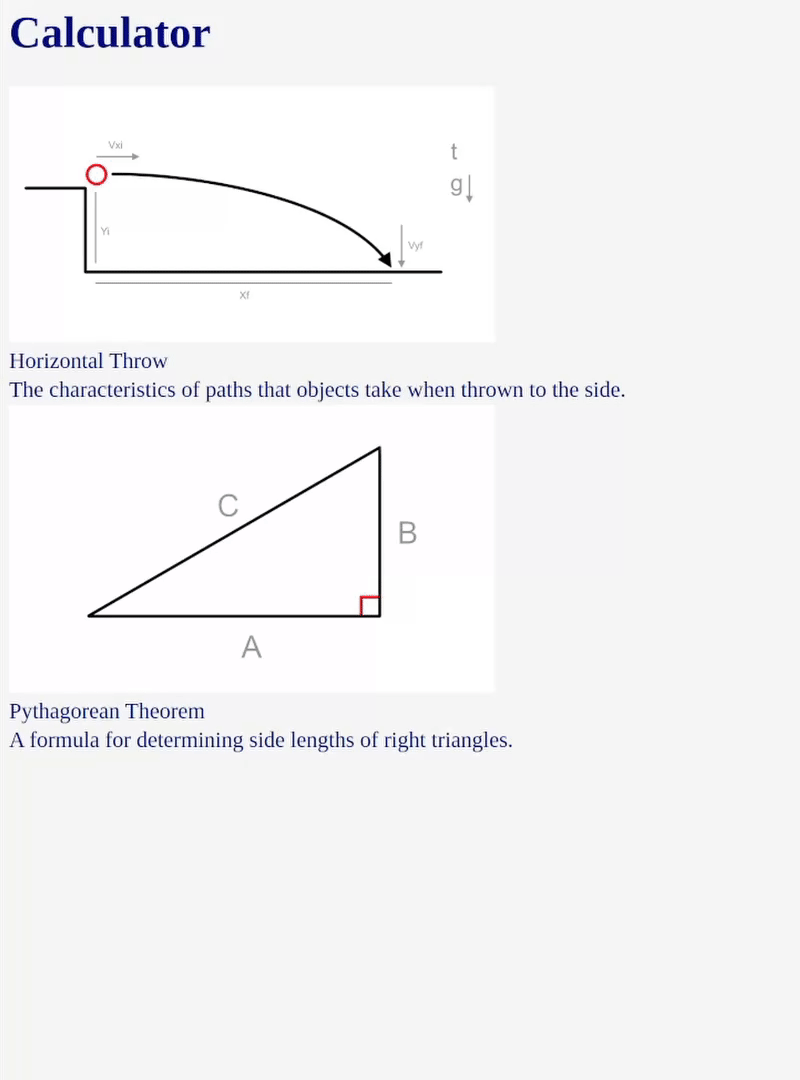 Calculator
Vxi
t
g
Yi
Vyf
Xf
Horizontal Throw
The characteristics of paths that objects take when thrown to the side.
C
B
A
Pythagorean Theorem
A formula for determining side lengths of right triangles.